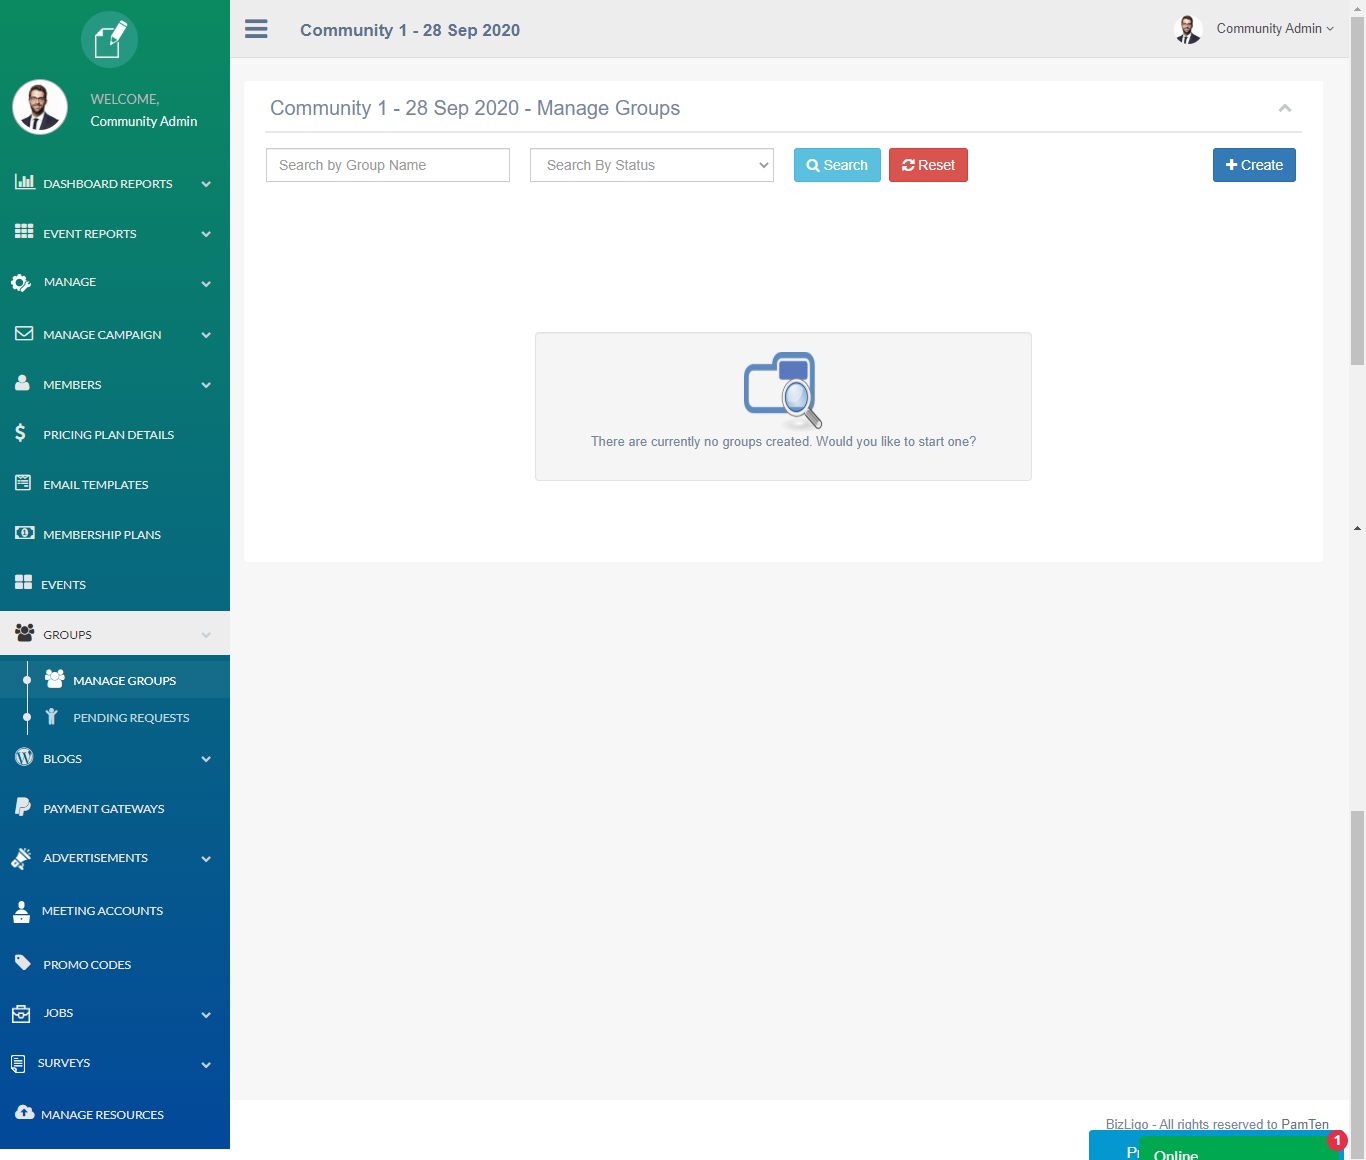 Community 1 - 28 Sep 2020
Community Admin
WELCOME,
Community Admin
DASHBOARD REPORTS
EVENT REPORTS
MANAGE
MANAGE CAMPAIGN
MEMBERS
PRICING PLAN DETAILS
EMAIL TEMPLATES
MEMBERSHIP PLANS
EVENTS
GROUPS
MANAGE GROUPS
PENDING REQUESTS
BLOGS
PAYMENT GATEWAYS
ADVERTISEMENTS
MEETING ACCOUNTS
PROMO CODES
JOBS
SURVEYS
MANAGE RESOURCES
Community 1 - 28 Sep 2020 - Manage Groups
Search by Group Name
Search By Status
Search
Reset
Create
There are currently no groups created. Would you like to start one?
BizLigo - All rights reserved to PamTen
Online
1